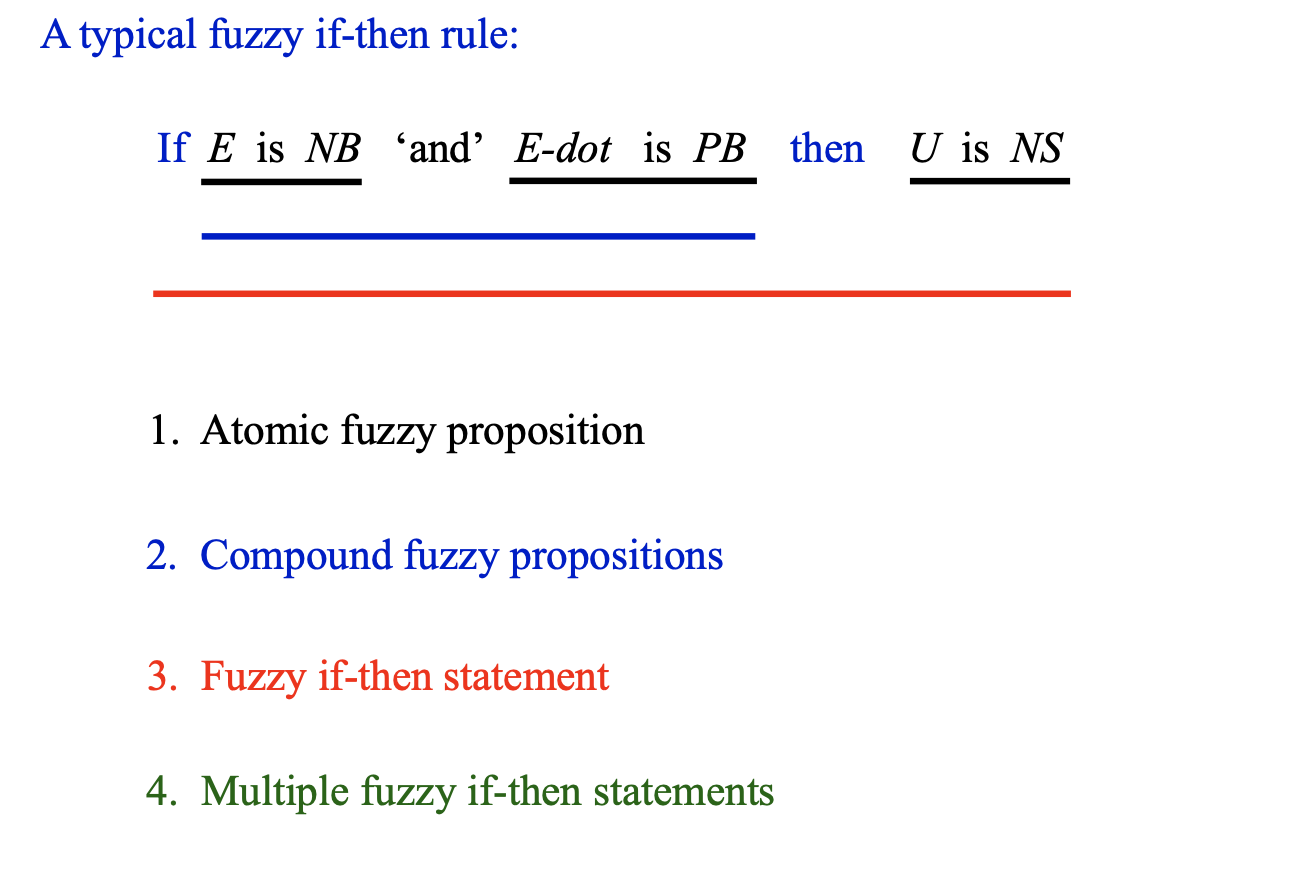 A typical fuzzy if-then rule:
If E is NB ‘and’ E-dot is PB then U is NS
1. Atomic fuzzy proposition
2. Compound fuzzy propositions
3. Fuzzy if-then statement
4. Multiple fuzzy if-then statements